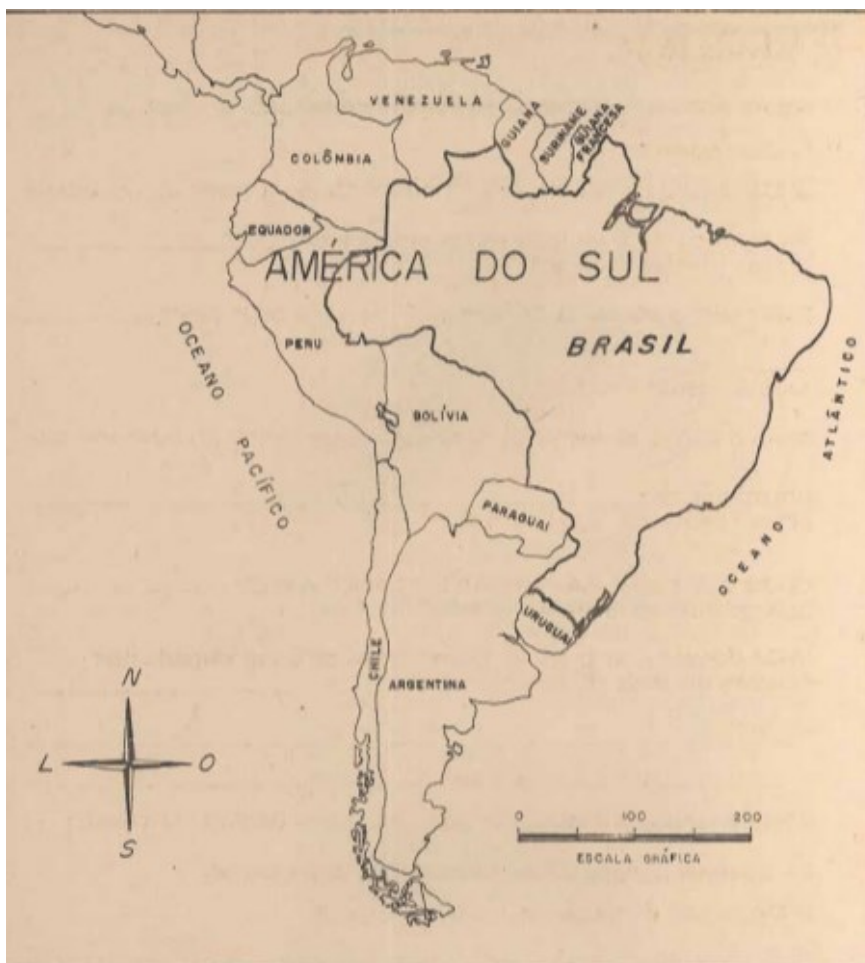 VENEZUELA
GUIANA
SURINAME
GUIANA
FRANCESA
COLÔMBIA
EQUADOR
AMÉRICA DO SUL
PERU
BRASIL
OCEANO PACÍFICO
BOLÍVIA
OCEANO ATLÂNTICO
PARAGUAI
URUGUAI
CHILE
ARGENTINA
N
L O
S
0 100 200
ESCALA GRÁFICA